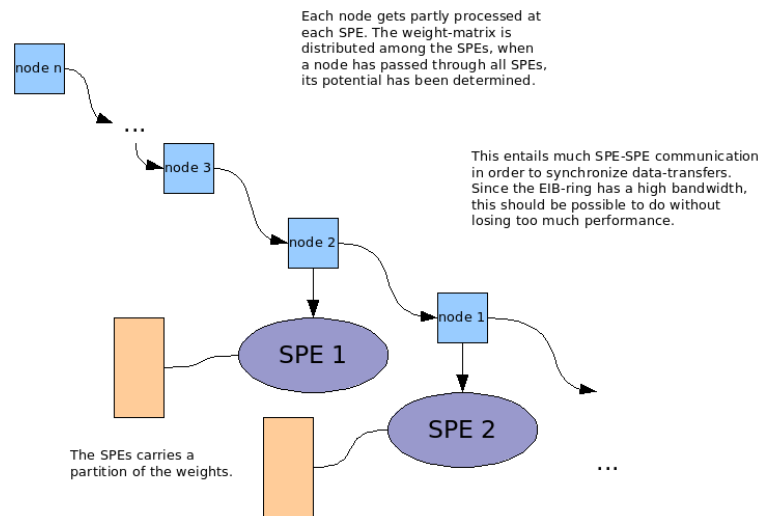 Each node gets partly processed at
each SPE. The weight-matrix is
distributed among the SPEs, when
a node has passed through all SPEs,
its potential has been determined.
node n
...
node 3
This entails much SPE-SPE communication
in order to synchronize data-transfers.
Since the EIB-ring has a high bandwidth,
this should be possible to do without
losing too much performance.
node 2
node 1
SPE 1
SPE 2
The SPEs carries a
partition of the weights.
...